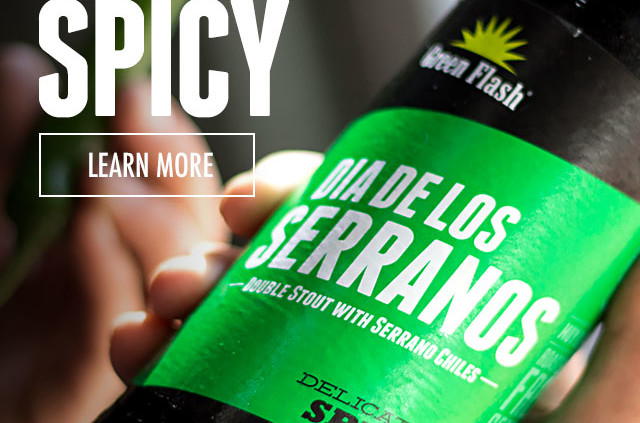 SPICY
LEARN MORE
Green Flash
DIA DE LOS
SERRANOS
—DOUBLE STOUT WITH SERRANO CHILES—